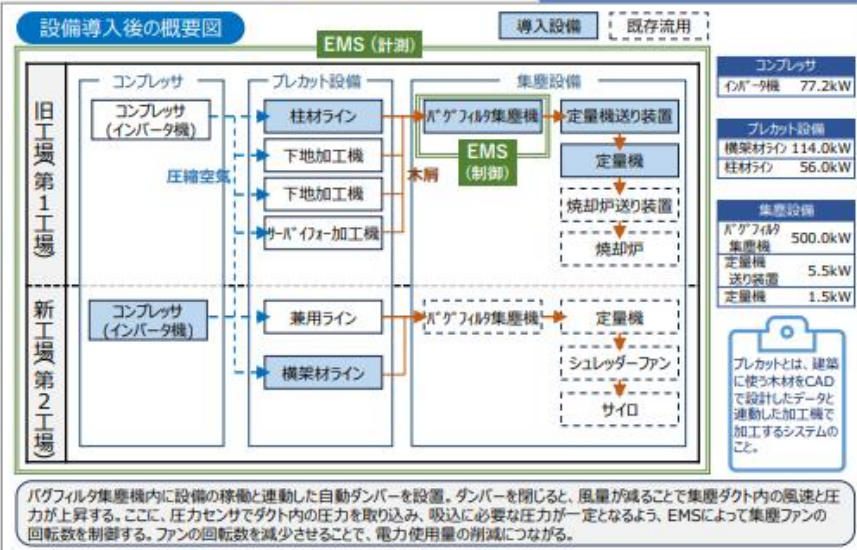 設備導入後の概要図
導入設備
既存流用
EMS（計測）
コンプレッサ
プレカット設備
集塵設備
旧工場（第1工場）
コンプレッサ
(インバータ機)
圧縮空気
柱材ライン
下地加工機
下地加工機
サーバイフォー加工機
木屑
バグフィルタ集塵機
EMS
(制御)
定量機送り装置
定量機
焼却炉送り装置
焼却炉
新工場（第2工場）
コンプレッサ
(インバータ機)
兼用ライン
横架材ライン
バグフィルタ集塵機
定量機
シュレッダーファン
サイロ
コンプレッサ
インバータ機 77.2kW
プレカット設備
横架材ライン 114.0kW
柱材ライン 56.0kW
集塵設備
バグフィルタ
集塵機 500.0kW
定量機
送り装置 5.5kW
定量機 1.5kW
プレカットとは、建築
に使う木材をCAD
で設計したデータと
連動した加工機で
加工するシステムの
こと。
バグフィルタ集塵機内に設備の稼働と連動した自動ダンパーを設置。ダンパーを閉じると、風量が減ることで集塵ダクト内の風速と圧
力が上昇する。ここに、圧力センサでダクト内の圧力を取り込み、吸込に必要な圧力が一定となるよう、EMSによって集塵ファンの
回転数を制御する。ファンの回転数を減少させることで、電力使用量の削減につながる。